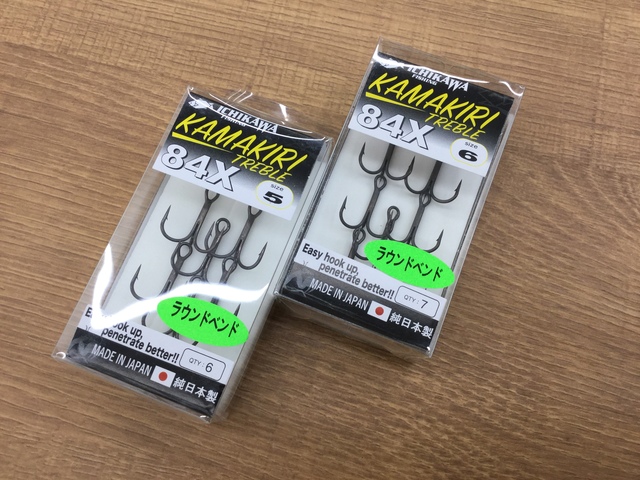 ICHIKAWA
FISHING
KAMAKIRI
TREBLE
84X
size
5
ラウンドベンド
hook up,
penetrate better!!
QTY: 6
MADE IN JAPAN
純日本製
ICHIKAWA
FISHING
KAMAKIRI
TREBLE
84X
size
6
ラウンドベンド
Easy hook up,
penetrate better!!
QTY: 7
MADE IN JAPAN
純日本製